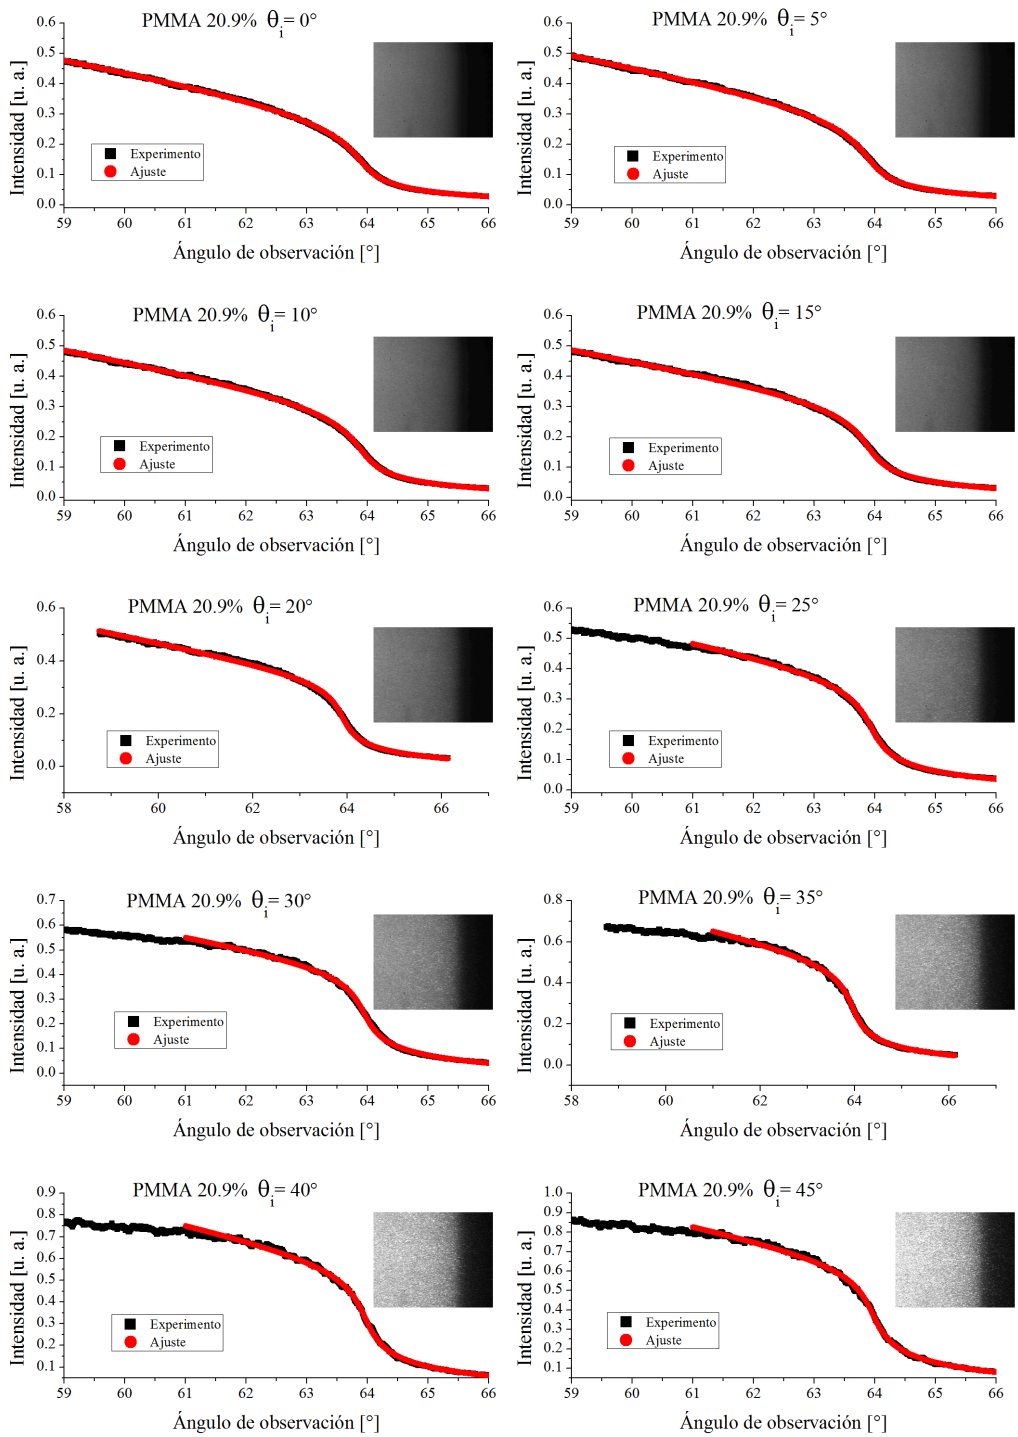 PMMA 20.9% θi= 0°
Intensidad [u. a.]
0.6
0.5
0.4
0.3
0.2
0.1
0.0
Experimento
Ajuste
59 60 61 62 63 64 65 66
Ángulo de observación [°]
PMMA 20.9% θi= 5°
Intensidad [u. a.]
0.6
0.5
0.4
0.3
0.2
0.1
0.0
Experimento
Ajuste
59 60 61 62 63 64 65 66
Ángulo de observación [°]
PMMA 20.9% θi= 10°
Intensidad [u. a.]
0.6
0.5
0.4
0.3
0.2
0.1
0.0
Experimento
Ajuste
59 60 61 62 63 64 65 66
Ángulo de observación [°]
PMMA 20.9% θi= 15°
Intensidad [u. a.]
0.6
0.5
0.4
0.3
0.2
0.1
0.0
Experimento
Ajuste
59 60 61 62 63 64 65 66
Ángulo de observación [°]
PMMA 20.9% θi= 20°
Intensidad [u. a.]
0.6
0.4
0.2
0.0
Experimento
Ajuste
58 60 62 64 66
Ángulo de observación [°]
PMMA 20.9% θi= 25°
Intensidad [u. a.]
0.6
0.5
0.4
0.3
0.2
0.1
0.0
Experimento
Ajuste
59 60 61 62 63 64 65 66
Ángulo de observación [°]
PMMA 20.9% θi= 30°
Intensidad [u. a.]
0.7
0.6
0.5
0.4
0.3
0.2
0.1
0.0
Experimento
Ajuste
59 60 61 62 63 64 65 66
Ángulo de observación [°]
PMMA 20.9% θi= 35°
Intensidad [u. a.]
0.8
0.6
0.4
0.2
0.0
Experimento
Ajuste
58 60 62 64 66
Ángulo de observación [°]
PMMA 20.9% θi= 40°
Intensidad [u. a.]
0.9
0.8
0.7
0.6
0.5
0.4
0.3
0.2
0.1
Experimento
Ajuste
59 60 61 62 63 64 65 66
Ángulo de observación [°]
PMMA 20.9% θi= 45°
Intensidad [u. a.]
1.0
0.9
0.8
0.7
0.6
0.5
0.4
0.3
0.2
0.1
Experimento
Ajuste
59 60 61 62 63 64 65 66
Ángulo de observación [°]